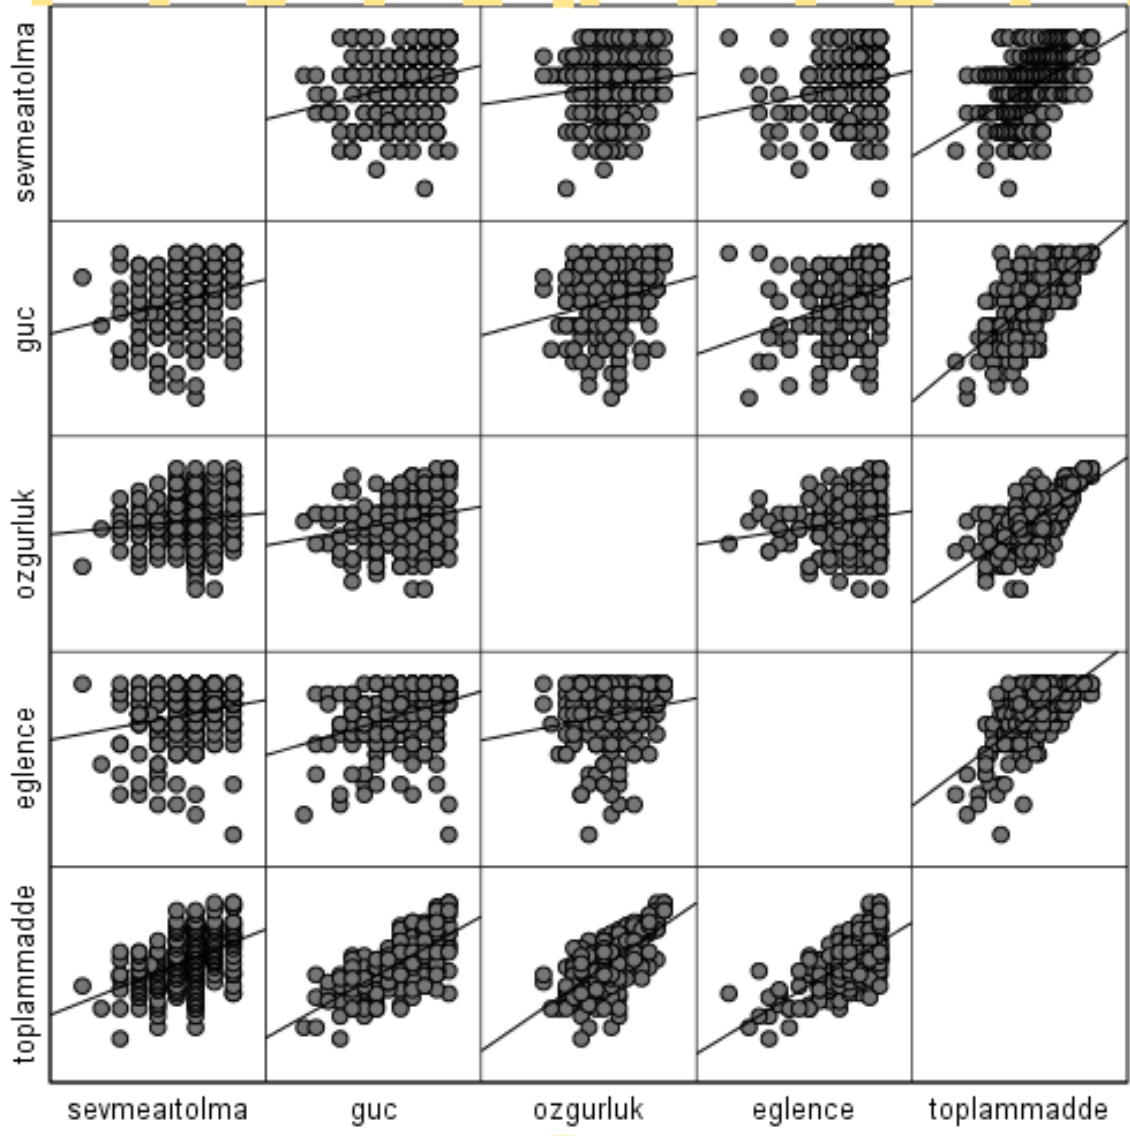 sevmeaitolma
guc
ozgurluk
eglence
toplammadde
sevmeaitolma guc ozgurluk eglence toplammadde